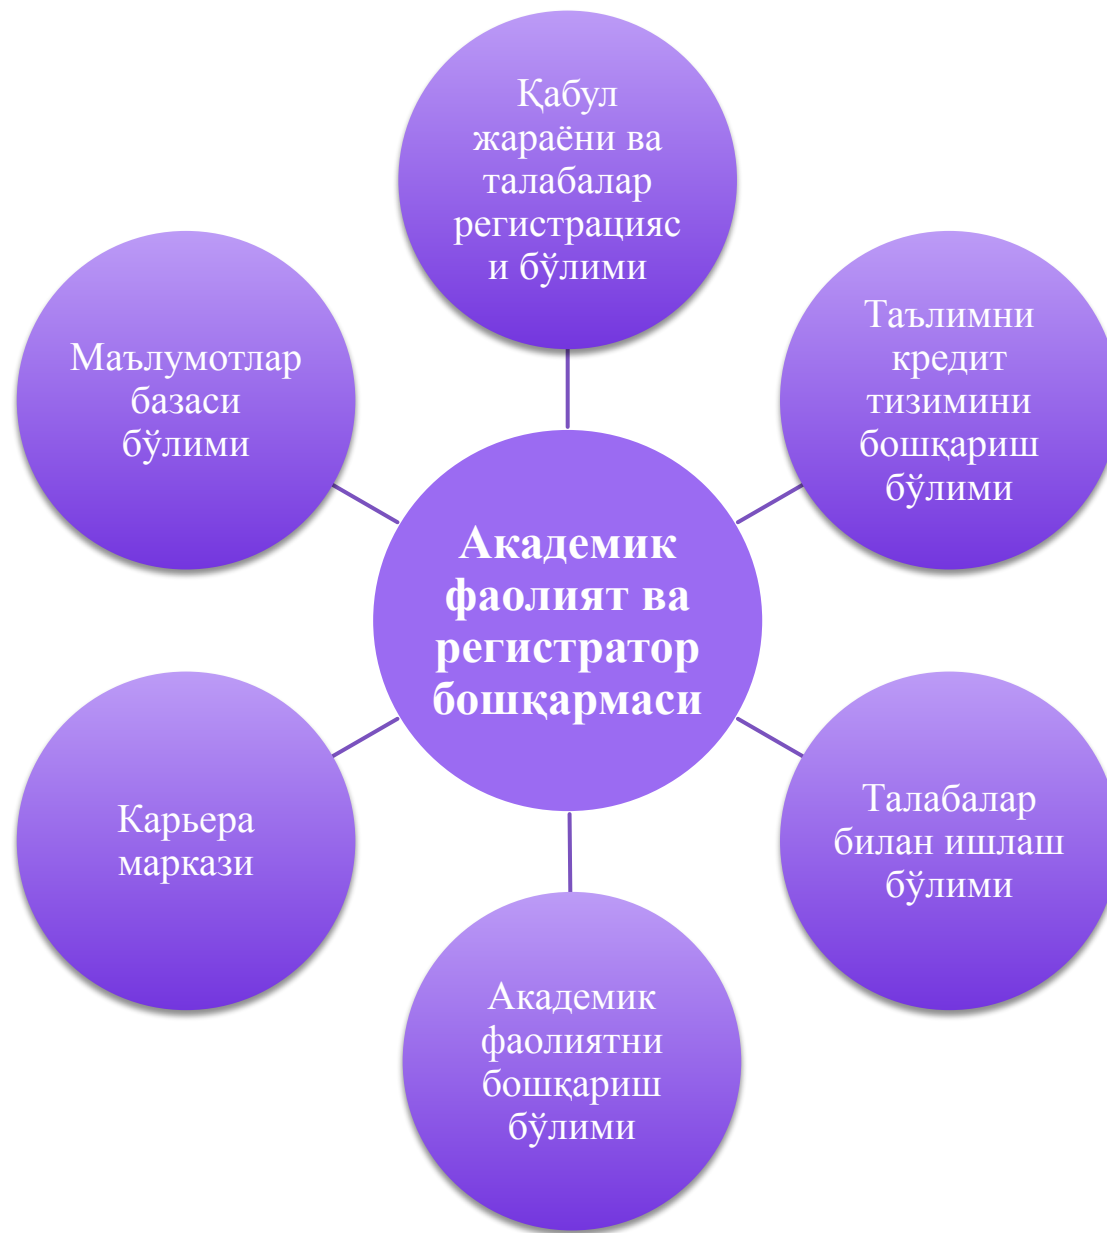 Қабул
жараёни ва
талабалар
регистрацияс
и бўлими
Таълимни
кредит
тизимини
бошқариш
бўлими
Маълумотлар
базаси
бўлими
Академик
фаолият ва
регистратор
бошқармаси
Талабалар
билан ишлаш
бўлими
Карьера
маркази
Академик
фаолиятни
бошқариш
бўлими